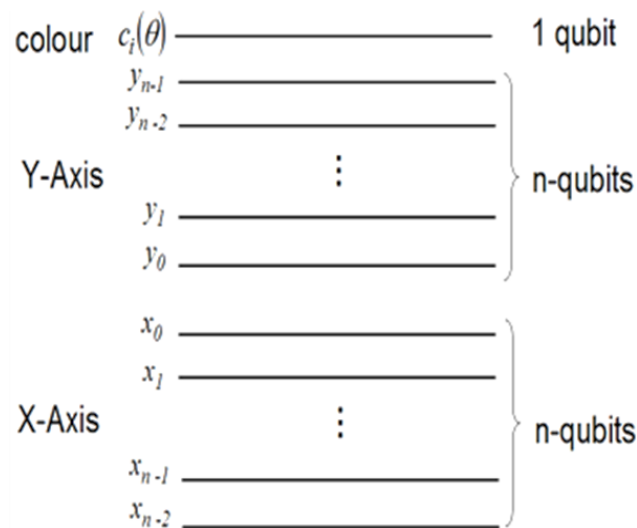 colour c_i(θ) 1 qubit
y_{n-1}
y_{n-2}
⋮
Y-Axis n-qubits
y_1
y_0
x_0
x_1
⋮
X-Axis n-qubits
x_{n-1}
x_{n-2}